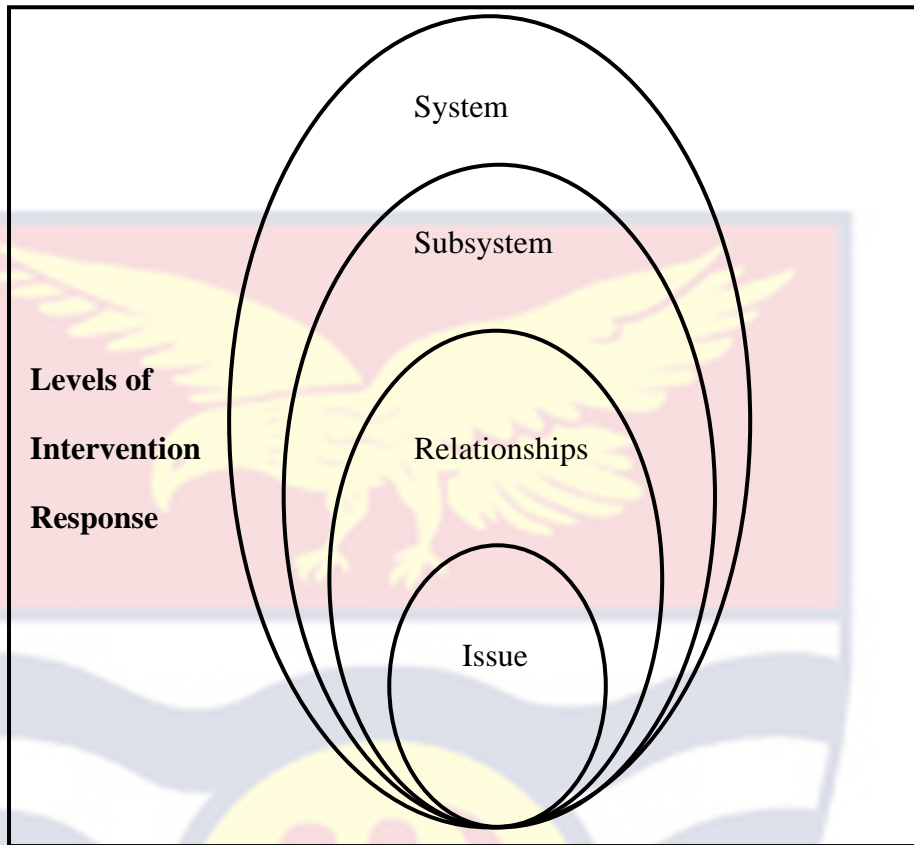 System
Subsystem
Levels of
Intervention
Response
Relationships
Issue